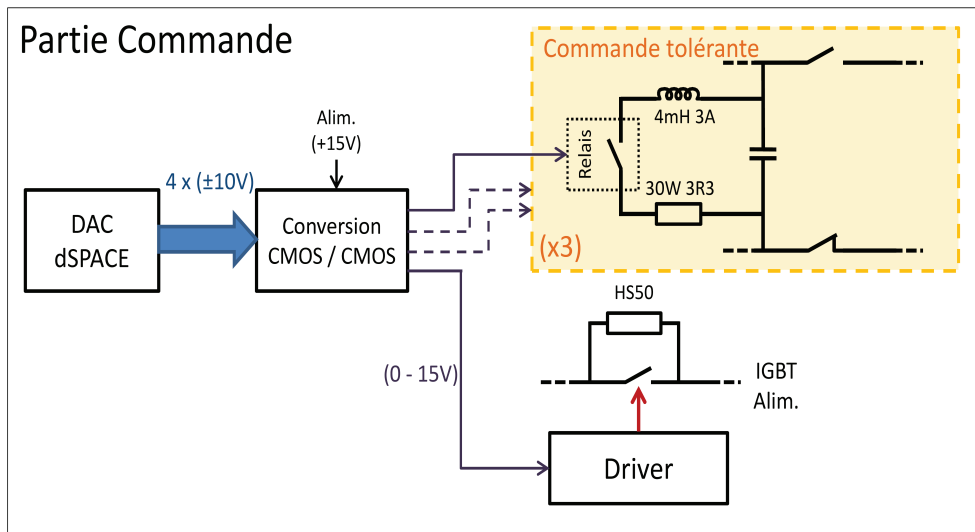 Partie Commande
Commande tolérante
4mH 3A
Relais
30W 3R3
(x3)
Alim.
(+15V)
4 x (±10V)
DAC
dSPACE
Conversion
CMOS / CMOS
HS50
(0 - 15V)
IGBT
Alim.
Driver